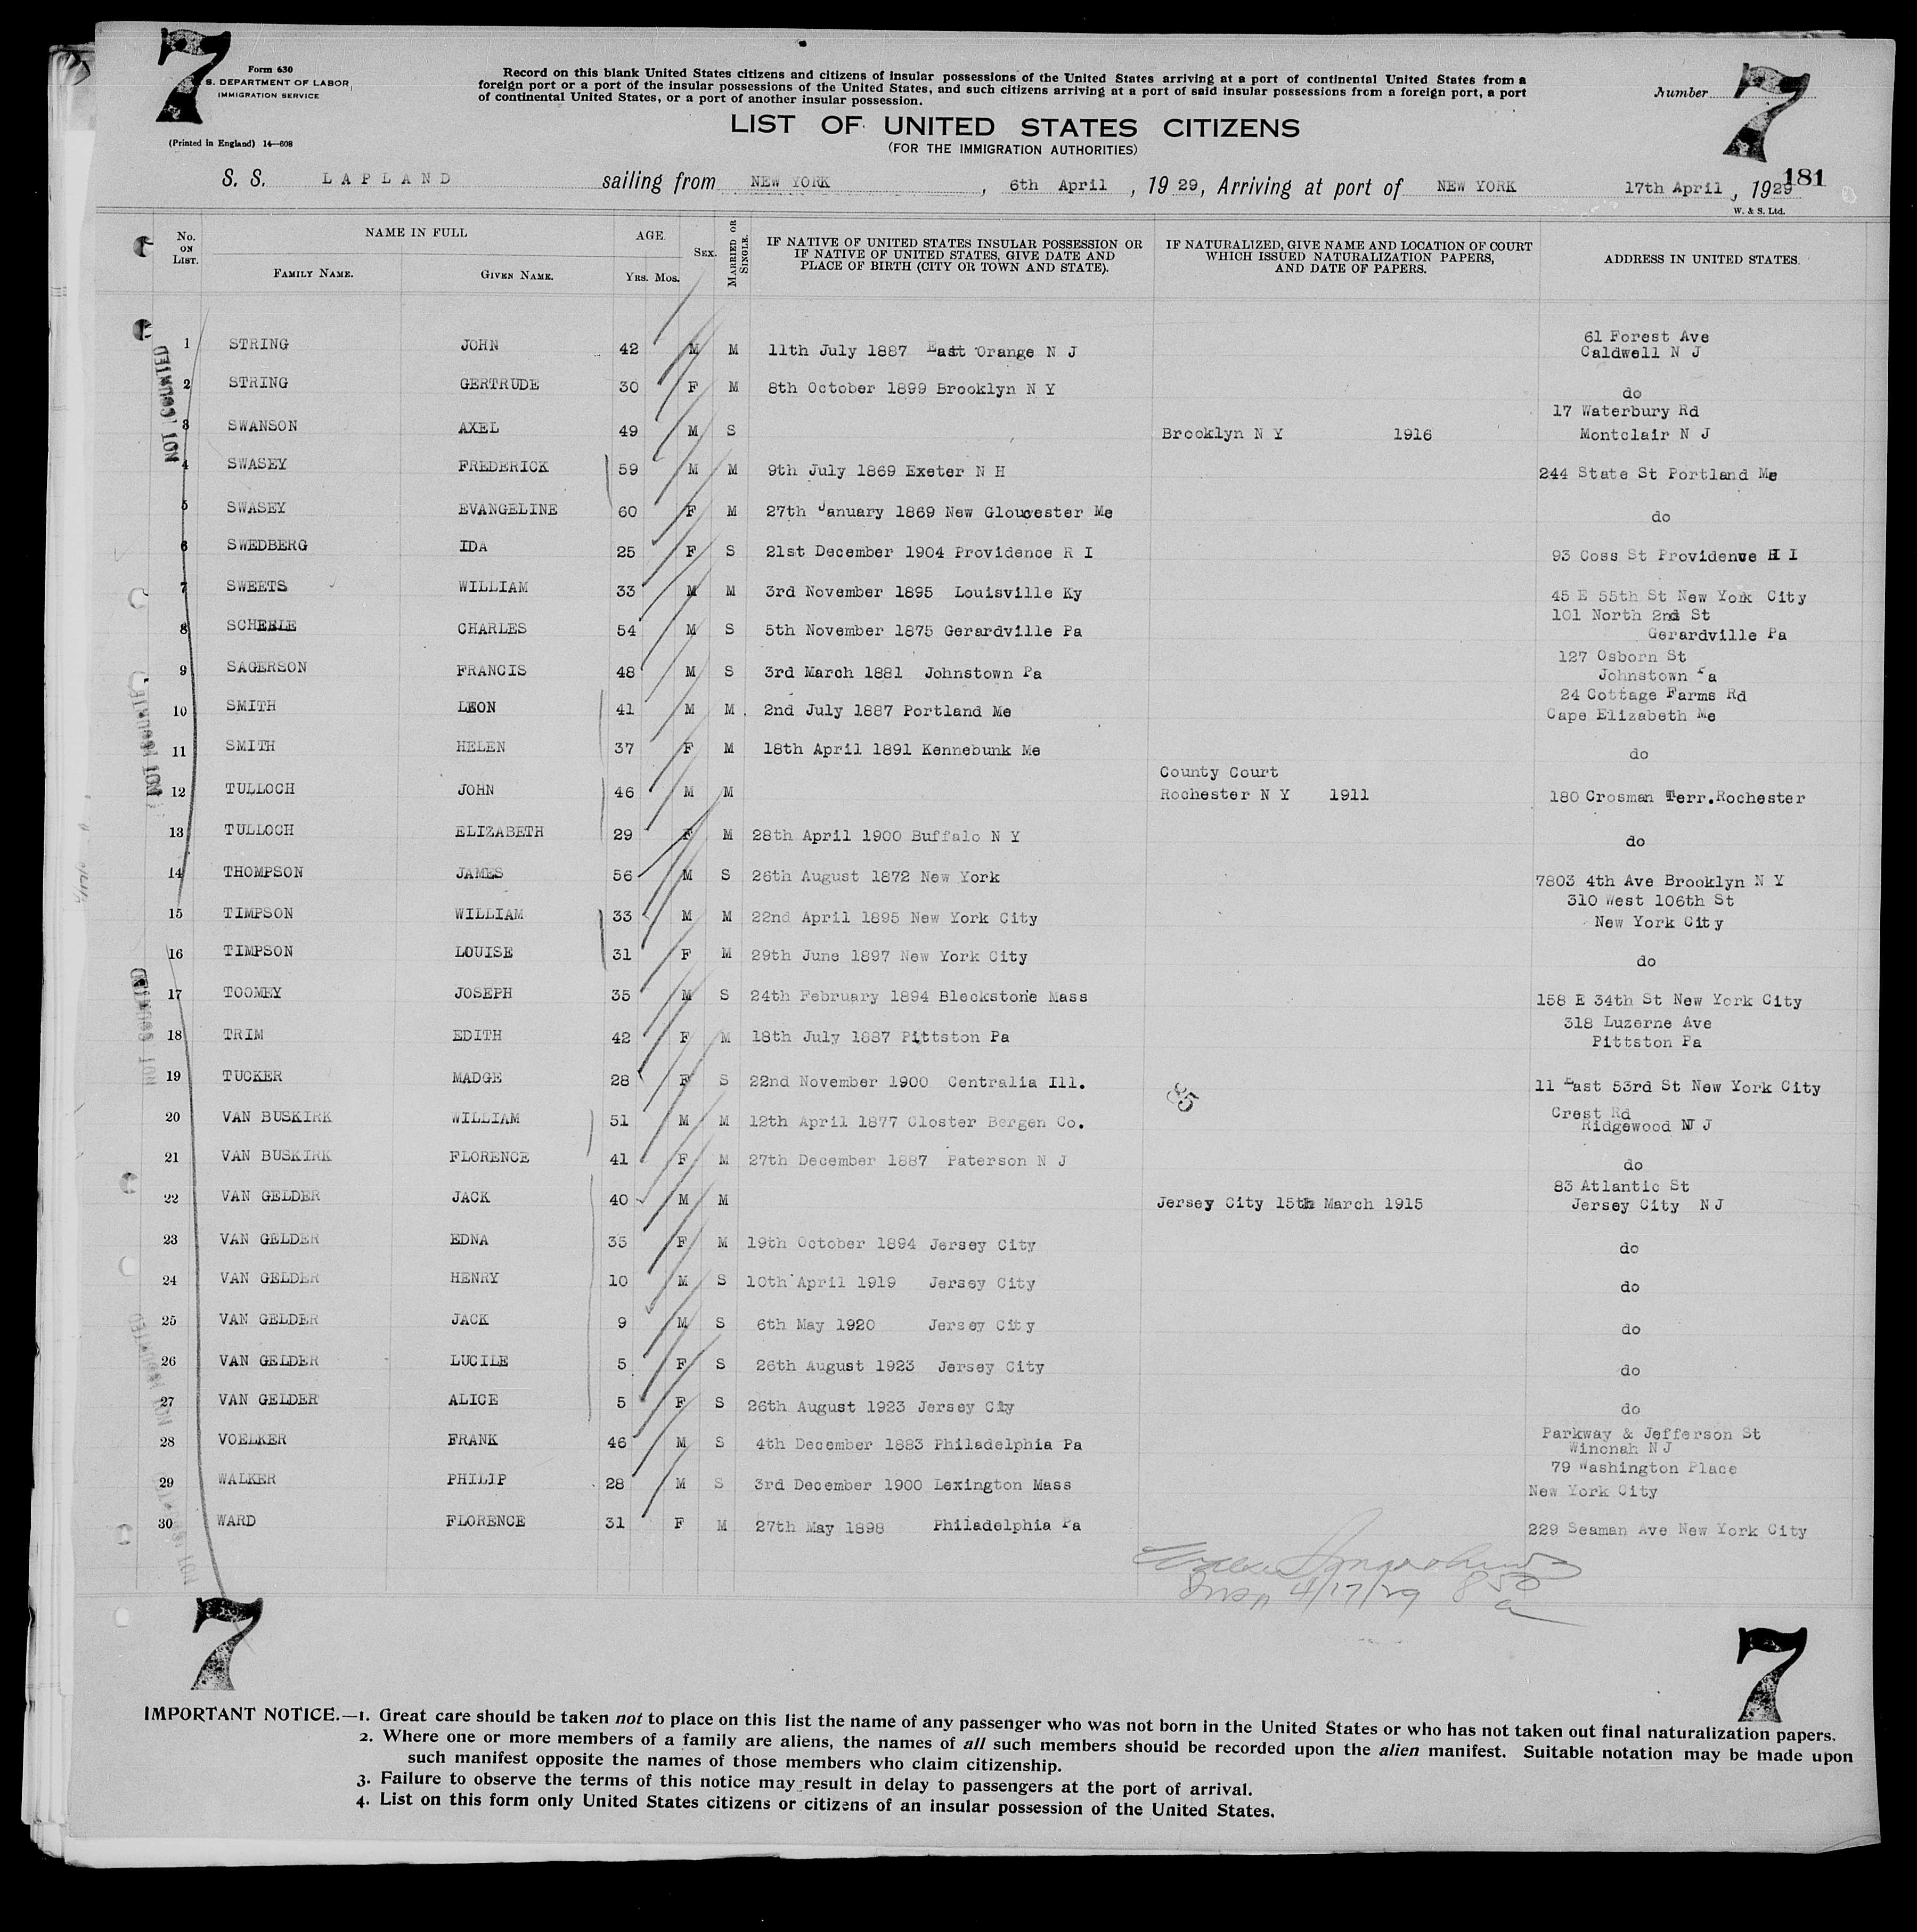 7
7
Form 630
S. DEPARTMENT OF LABOR
IMMIGRATION SERVICE
(Printed in England) 14—608
Record on this blank United States citizens and citizens of insular possessions of the United States arriving at a port of continental United States from a
foreign port or a port of the insular possessions of the United States, and such citizens arriving at a port of said insular possessions from a foreign port, a port
of continental United States, or a port of another insular possession.
Number
LIST OF UNITED STATES CITIZENS
(FOR THE IMMIGRATION AUTHORITIES)
181
S. S. LAPLAND sailing from NEW YORK, 6th April, 19 29, Arriving at port of NEW YORK 17th April, 1929
W. & S. Ltd.
No. ON LIST. NAME IN FULL FAMILY NAME. GIVEN NAME. AGE YRS. MOS. SEX. MARRIED OR SINGLE. IF NATIVE OF UNITED STATES INSULAR POSSESSION OR IF NATIVE OF UNITED STATES, GIVE DATE AND PLACE OF BIRTH (CITY OR TOWN AND STATE). IF NATURALIZED, GIVE NAME AND LOCATION OF COURT WHICH ISSUED NATURALIZATION PAPERS, AND DATE OF PAPERS. ADDRESS IN UNITED STATES.
1 STRING JOHN 42 M M 11th July 1887 East Orange N J 61 Forest Ave Caldwell N J
2 STRING GERTRUDE 30 F M 8th October 1899 Brooklyn N Y do
3 SWANSON AXEL 49 M S Brooklyn N Y 1916 17 Waterbury Rd Montclair N J
4 SWASEY FREDERICK 59 M M 9th July 1869 Exeter N H 244 State St Portland Me
5 SWASEY EVANGELINE 60 F M 27th January 1869 New Gloucester Me do
6 SWEDBERG IDA 25 F S 21st December 1904 Providence R I 93 Coss St Providence I
7 SWEETS WILLIAM 33 M M 3rd November 1895 Louisville Ky 45 E 55th St New York City
8 SCHEELE CHARLES 54 M S 5th November 1875 Gerardville Pa 101 North 2nd St Gerardville Pa
9 SAGERSON FRANCIS 48 M S 3rd March 1881 Johnstown Pa 127 Osborn St Johnstown Pa
10 SMITH LEON 41 M M 2nd July 1887 Portland Me 24 Cottage Farms Rd Cape Elizabeth Me
11 SMITH HELEN 37 F M 18th April 1891 Kennebunk Me do
12 TULLOCH JOHN 46 M M County Court Rochester N Y 1911 180 Crosman Terr.Rochester
13 TULLOCH ELIZABETH 29 F M 28th April 1900 Buffalo N Y do
14 THOMPSON JAMES 56 M S 26th August 1872 New York 7803 4th Ave Brooklyn N Y
15 TIMPSON WILLIAM 33 M M 22nd April 1895 New York City 310 West 106th St New York City
16 TIMPSON LOUISE 31 F M 29th June 1897 New York City do
17 TOOMEY JOSEPH 35 M S 24th February 1894 Bleckstone Mass 158 E 34th St New York City
18 TRIM EDITH 42 F M 18th July 1887 Pittston Pa 318 Luzerne Ave Pittston Pa
19 TUCKER MADGE 28 F S 22nd November 1900 Centralia Ill. 11 East 53rd St New York City
85
20 VAN BUSKIRK WILLIAM 51 M M 12th April 1877 Closter Bergen Co. Crest Rd Ridgewood N J
21 VAN BUSKIRK FLORENCE 41 F M 27th December 1887 Paterson N J do
22 VAN GELDER JACK 40 M M Jersey City 15th March 1915 83 Atlantic St Jersey City N J
23 VAN GELDER EDNA 35 F M 19th October 1894 Jersey City do
24 VAN GELDER HENRY 10 M S 10th April 1919 Jersey City do
25 VAN GELDER JACK 9 M S 6th May 1920 Jersey City do
26 VAN GELDER LUCILE 5 F S 26th August 1923 Jersey City do
27 VAN GELDER ALICE 5 F S 26th August 1923 Jersey City do
28 VOELKER FRANK 46 M S 4th December 1883 Philadelphia Pa Parkway & Jefferson St Winonah N J
29 WALKER PHILIP 28 M S 3rd December 1900 Lexington Mass 79 Washington Place New York City
30 WARD FLORENCE 31 F M 27th May 1898 Philadelphia Pa 229 Seaman Ave New York City
NOT MOUNTED
Insp 4/17/29 850 a
7
7
IMPORTANT NOTICE.—1. Great care should be taken not to place on this list the name of any passenger who was not born in the United States or who has not taken out final naturalization papers.
2. Where one or more members of a family are aliens, the names of all such members should be recorded upon the alien manifest. Suitable notation may be made upon
such manifest opposite the names of those members who claim citizenship.
3. Failure to observe the terms of this notice may result in delay to passengers at the port of arrival.
4. List on this form only United States citizens or citizens of an insular possession of the United States.